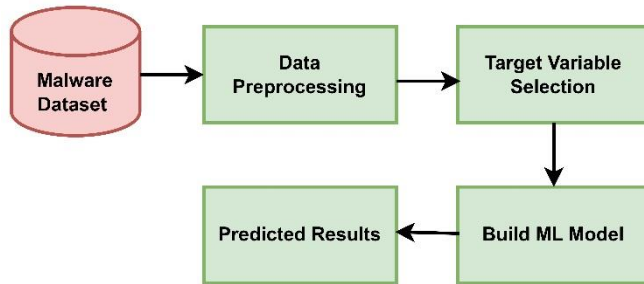 Malware
Dataset
Data
Preprocessing
Target Variable
Selection
Build ML Model
Predicted Results